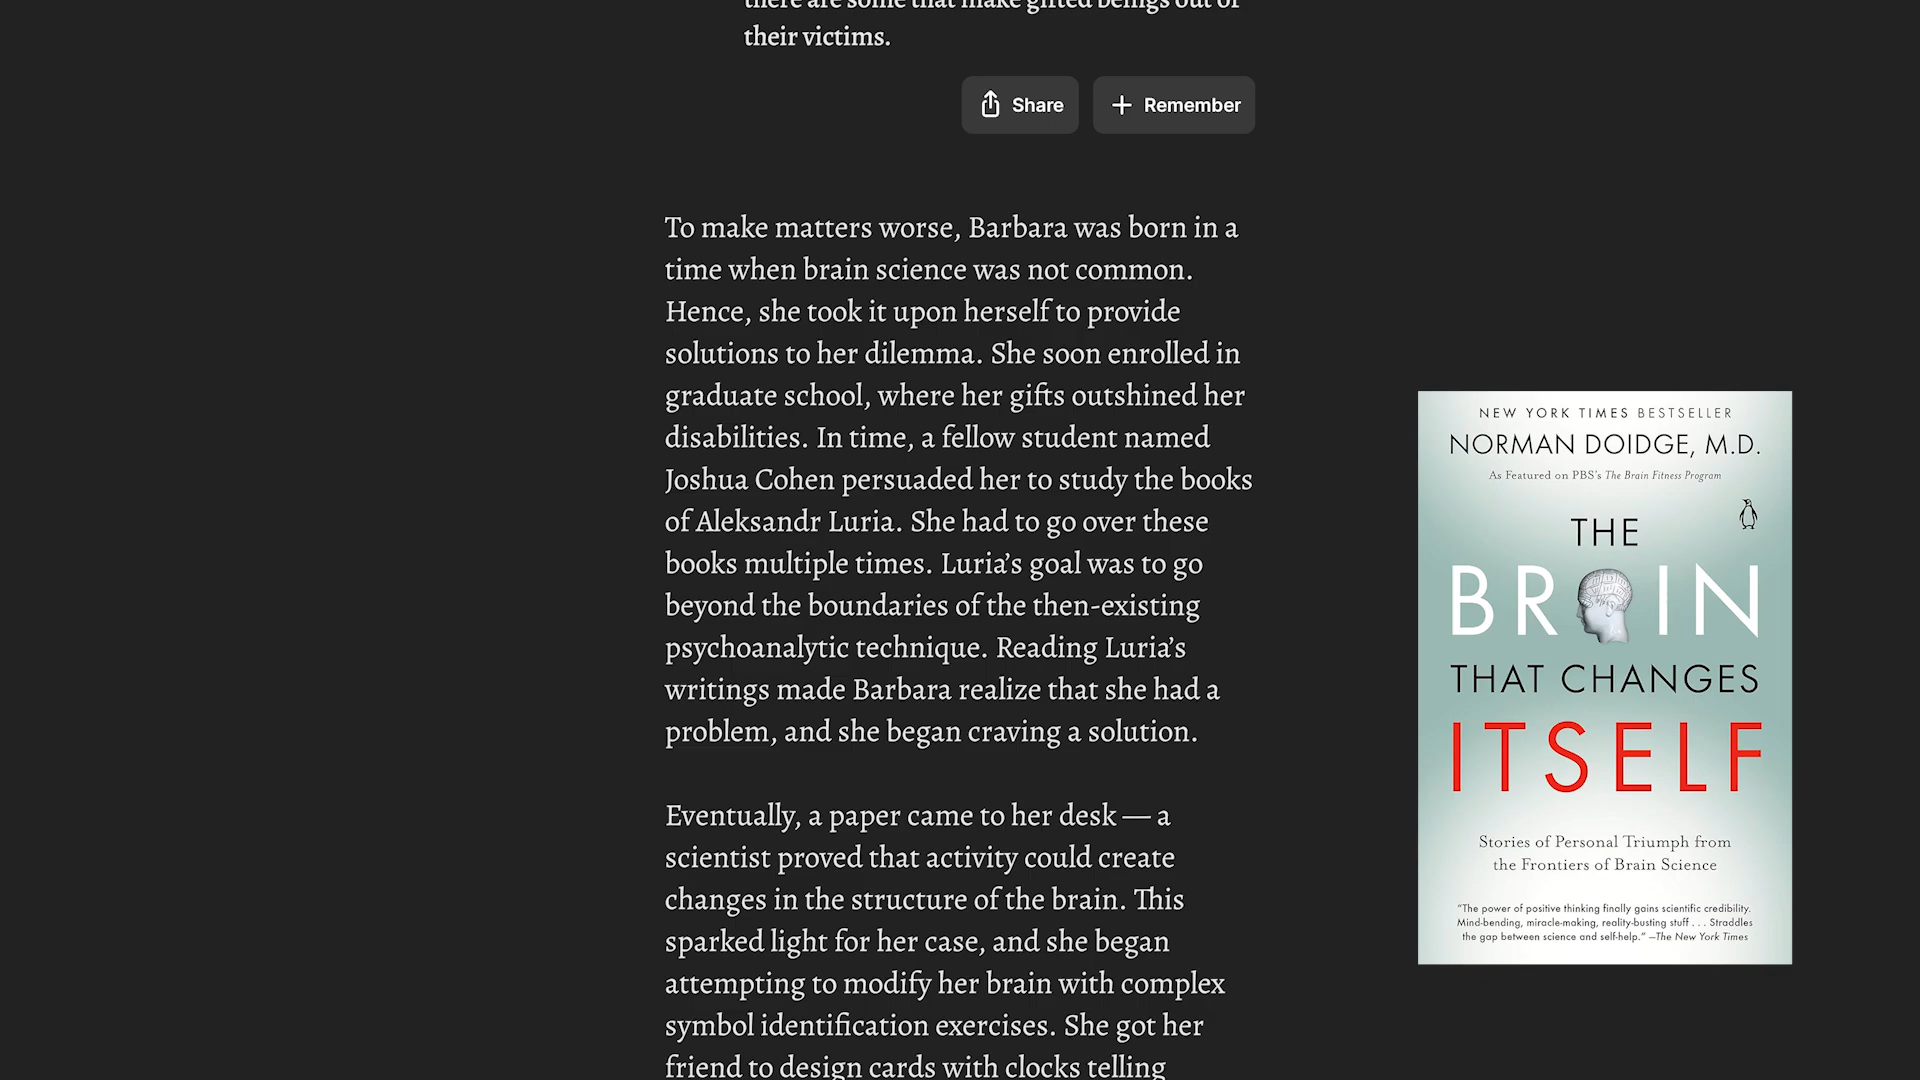 there are some that make gifted beings out of
their victims.
Share
Remember
To make matters worse, Barbara was born in a
time when brain science was not common.
Hence, she took it upon herself to provide
solutions to her dilemma. She soon enrolled in
graduate school, where her gifts outshined her
disabilities. In time, a fellow student named
Joshua Cohen persuaded her to study the books
of Aleksandr Luria. She had to go over these
books multiple times. Luria’s goal was to go
beyond the boundaries of the then-existing
psychoanalytic technique. Reading Luria’s
writings made Barbara realize that she had a
problem, and she began craving a solution.
Eventually, a paper came to her desk — a
scientist proved that activity could create
changes in the structure of the brain. This
sparked light for her case, and she began
attempting to modify her brain with complex
symbol identification exercises. She got her
friend to design cards with clocks telling
NEW YORK TIMES BESTSELLER
NORMAN DOIDGE, M.D.
As Featured on PBS’s The Brain Fitness Program
THE
BRAIN
THAT CHANGES
ITSELF
Stories of Personal Triumph from
the Frontiers of Brain Science
“The power of positive thinking finally gains scientific credibility.
Mind-bending, miracle-making, reality-busting stuff . . . Straddles
the gap between science and self-help.” —The New York Times